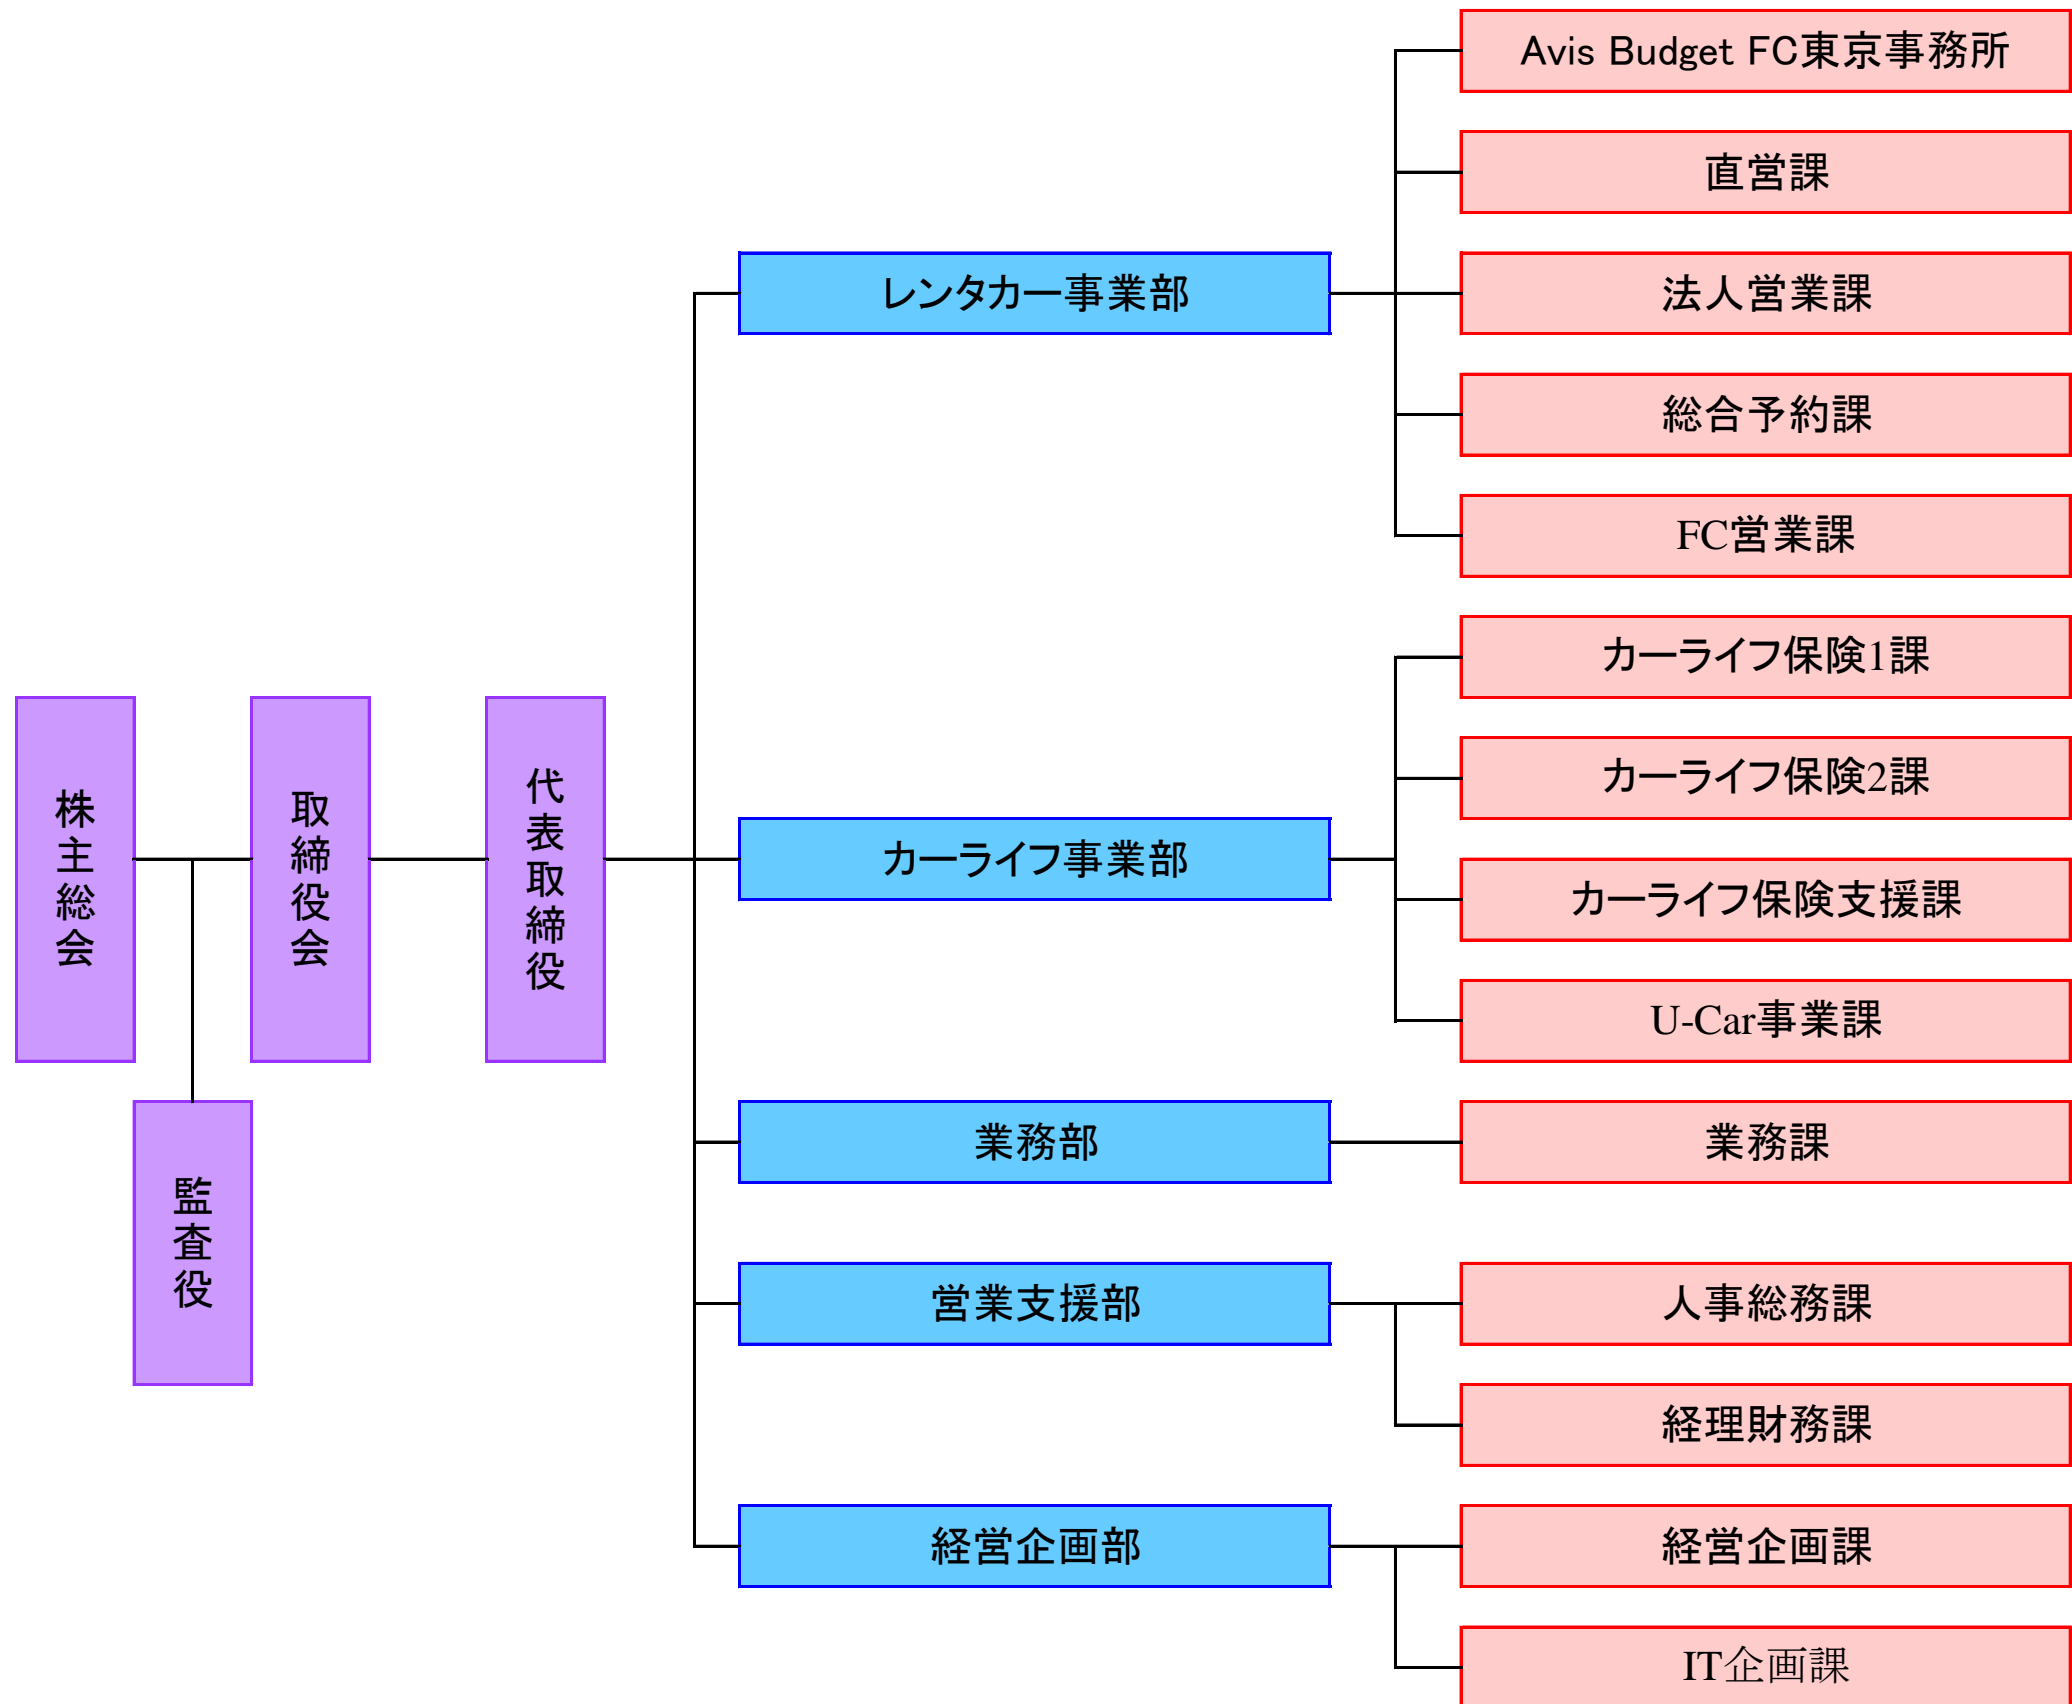 株主総会
監査役
取締役会
代表取締役
レンタカー事業部
Avis Budget FC東京事務所
直営課
法人営業課
総合予約課
FC営業課
カーライフ事業部
カーライフ保険1課
カーライフ保険2課
カーライフ保険支援課
U-Car事業課
業務部
業務課
営業支援部
人事総務課
経理財務課
経営企画部
経営企画課
IT企画課